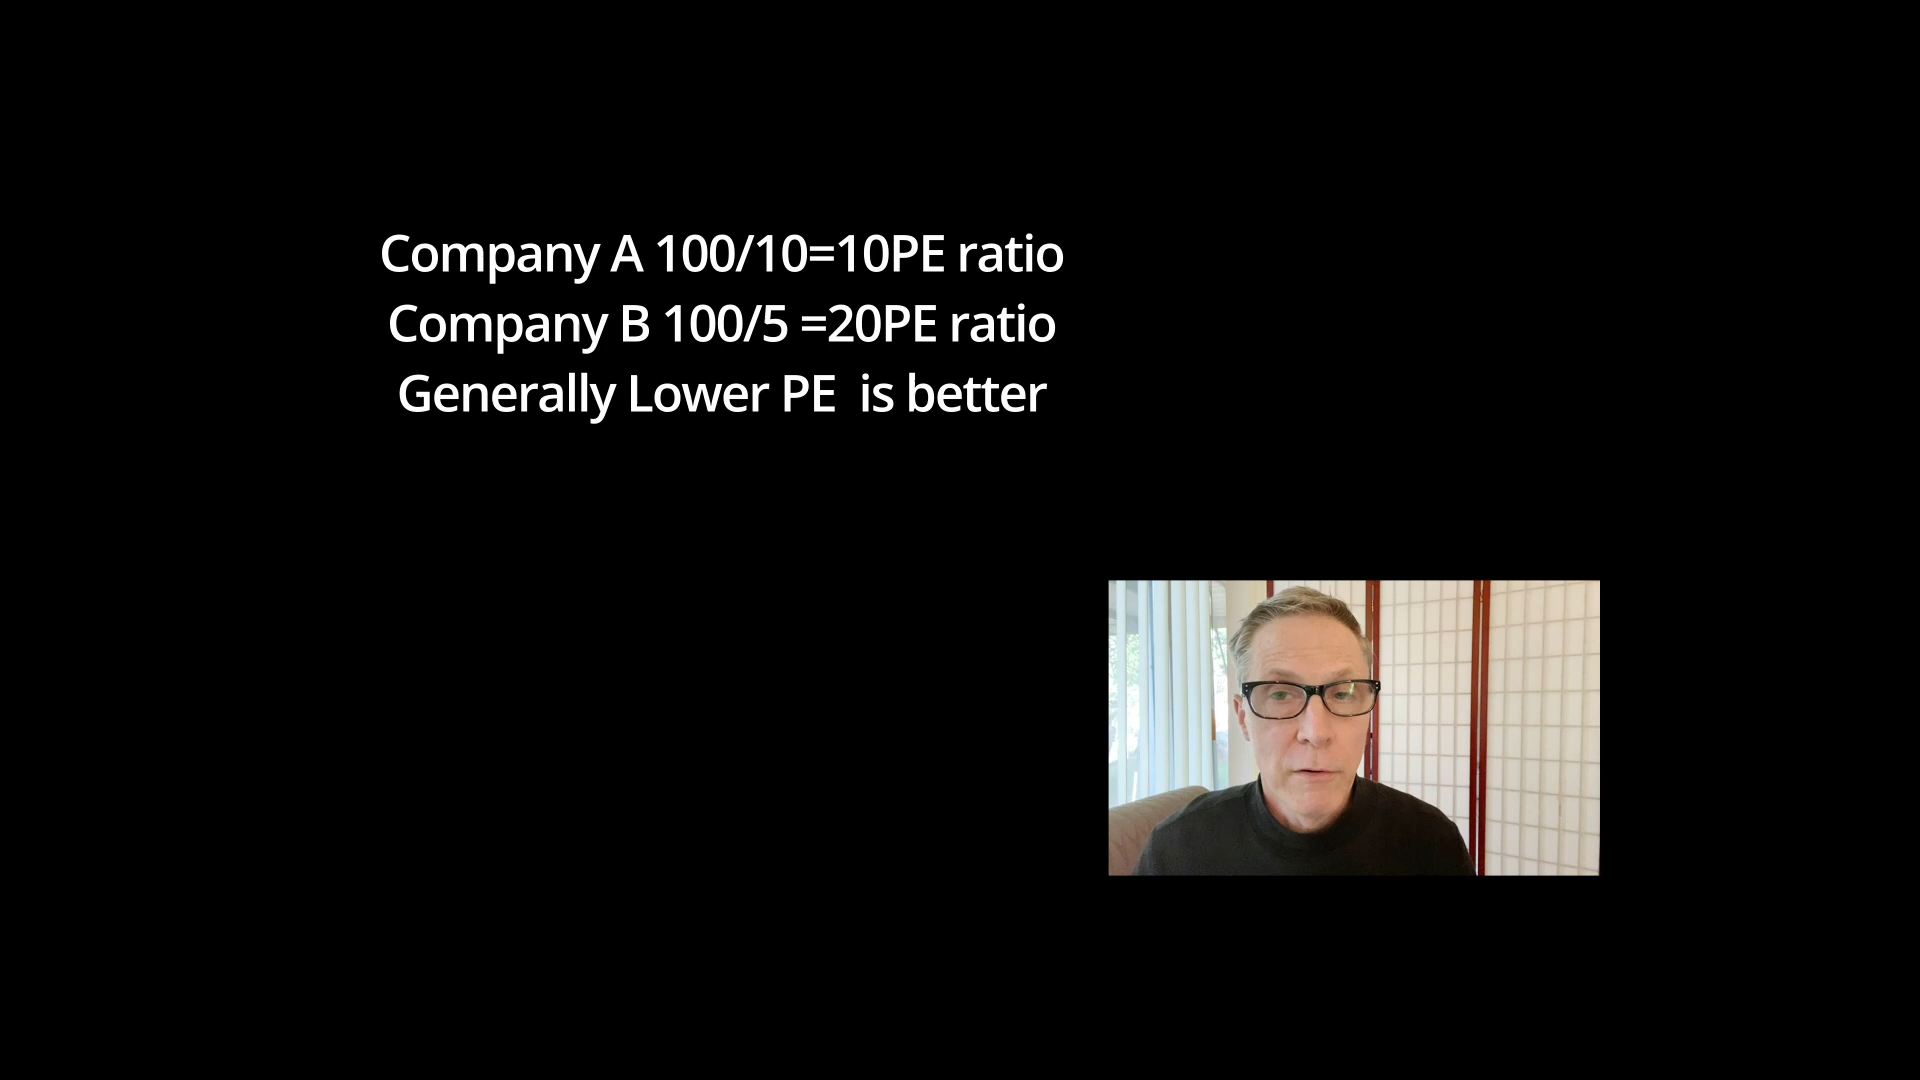 Company A 100/10=10PE ratio
Company B 100/5 =20PE ratio
Generally Lower PE  is better